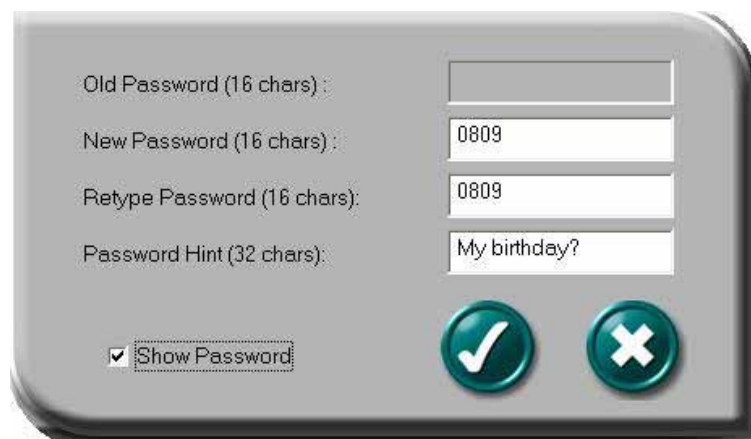 Old Password (16 chars) :
New Password (16 chars) : 0809
Retype Password (16 chars): 0809
Password Hint (32 chars): My birthday?
Show Password